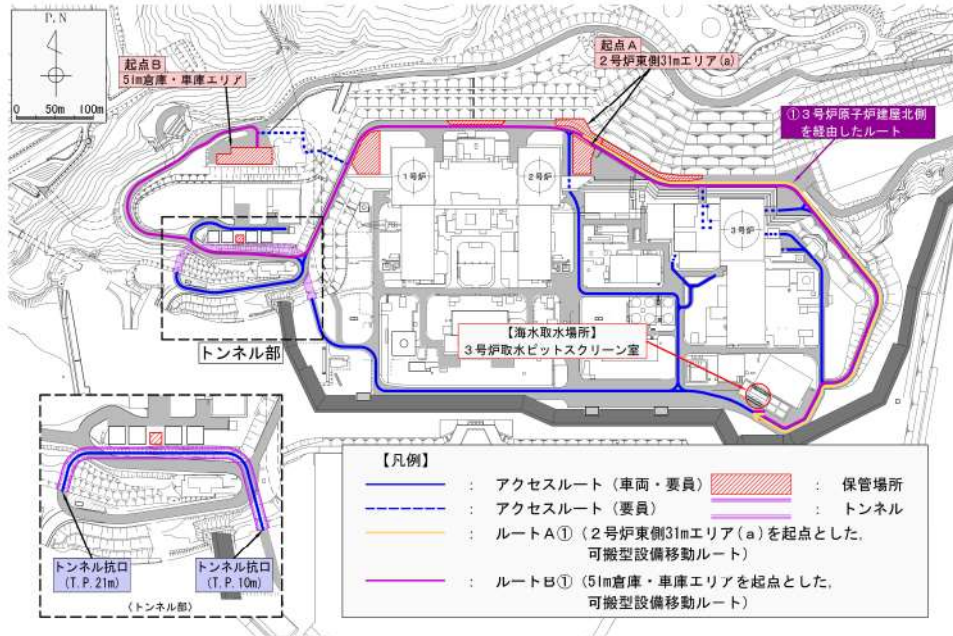 P.N
0 50m 100m
起点B
51m倉庫・車庫エリア
起点A
2号炉東側31mエリア(a)
①3号炉原子炉建屋北側
を経由したルート
1号炉
2号炉
3号炉
【海水取水場所】
3号炉取水ピットスクリーン室
トンネル部
トンネル坑口
(T.P.21m)
トンネル坑口
(T.P.10m)
〈トンネル部〉
【凡例】
: アクセスルート（車両・要員）
: 保管場所
: アクセスルート（要員）
: トンネル
: ルートA①（2号炉東側31mエリア(a)を起点とした,
可搬型設備移動ルート）
: ルートB①（51m倉庫・車庫エリアを起点とした,
可搬型設備移動ルート）